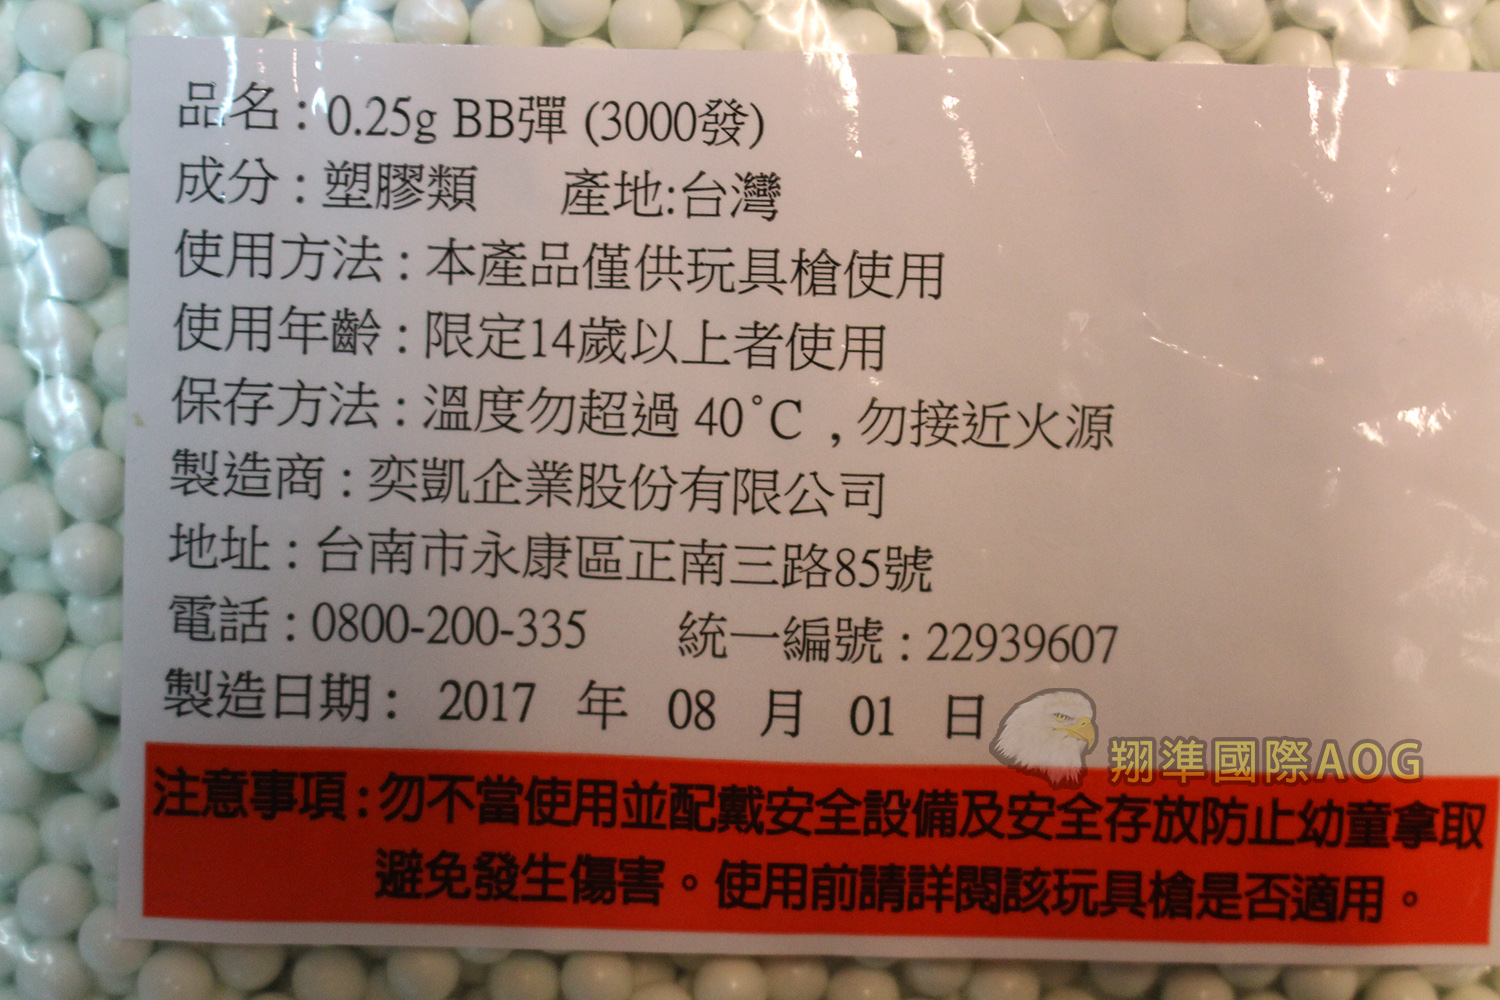 品名：0.25g BB彈 (3000發)
成分：塑膠類 產地:台灣
使用方法：本產品僅供玩具槍使用
使用年齡：限定14歲以上者使用
保存方法：溫度勿超過 40°C , 勿接近火源
製造商：奕凱企業股份有限公司
地址：台南市永康區正南三路85號
電話：0800-200-335 統一編號：22939607
製造日期： 2017 年 08 月 01 日
翔準國際AOG
注意事項：勿不當使用並配戴安全設備及安全存放防止幼童拿取
避免發生傷害。使用前請詳閱該玩具槍是否適用。